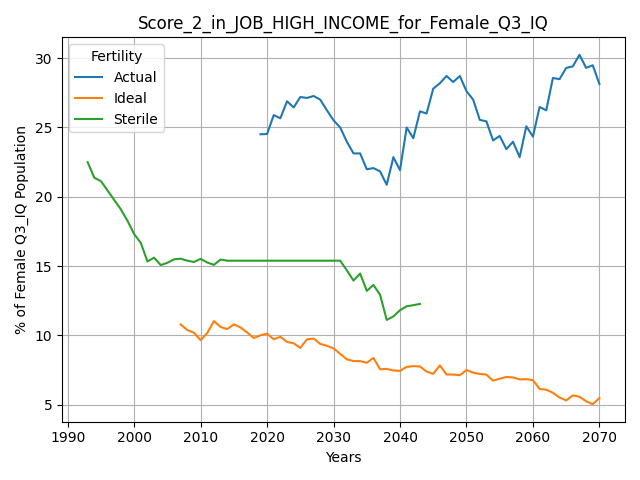 Score_2_in_JOB_HIGH_INCOME_for_Female_Q3_IQ
Fertility
Actual
Ideal
Sterile
% of Female Q3_IQ Population
30
25
20
15
10
5
1990 2000 2010 2020 2030 2040 2050 2060 2070
Years